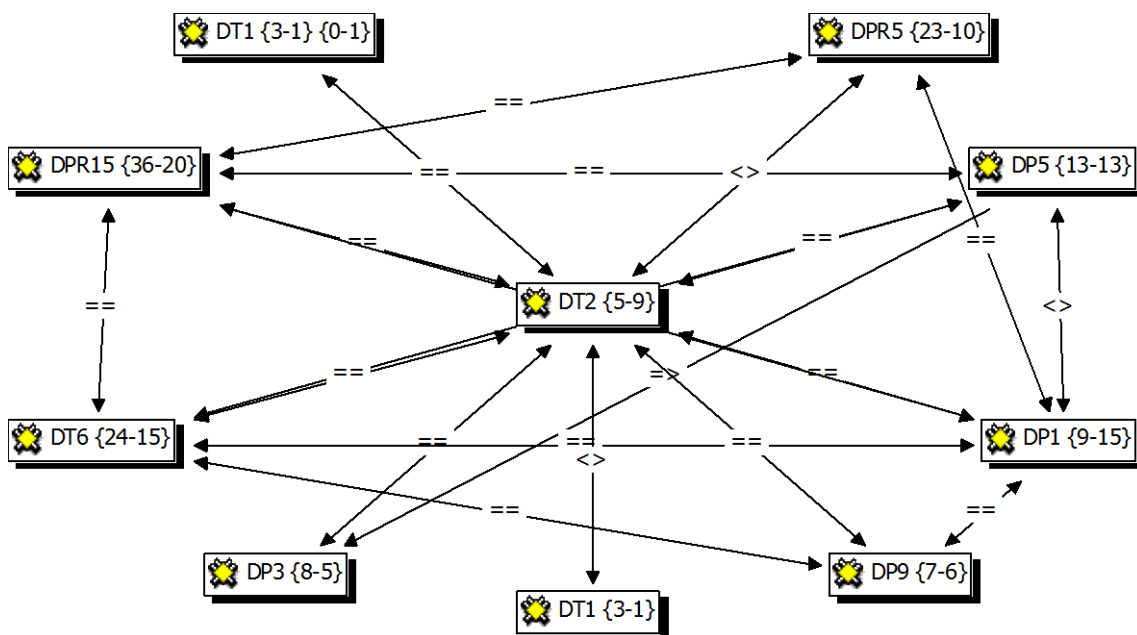 DT1 {3-1} {0-1}
DPR5 {23-10}
==
DPR15 {36-20}
==
==
<>
DP5 {13-13}
==
==
==
DT2 {5-9}
==
<>
==
=>
==
DT6 {24-15}
==
==
==
<>
DP1 {9-15}
==
==
DP3 {8-5}
DT1 {3-1}
DP9 {7-6}